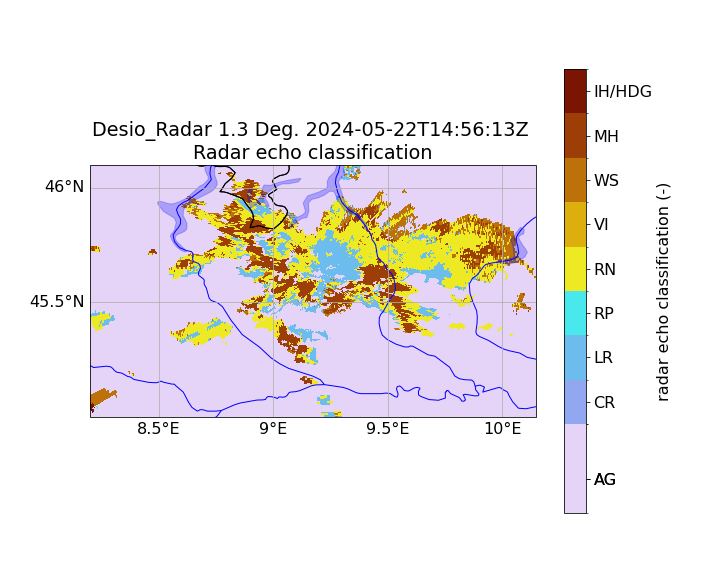 Desio_Radar 1.3 Deg. 2024-05-22T14:56:13Z
Radar echo classification
46°N
45.5°N
8.5°E
9°E
9.5°E
10°E
IH/HDG
MH
WS
VI
RN
RP
LR
CR
AG
radar echo classification (-)